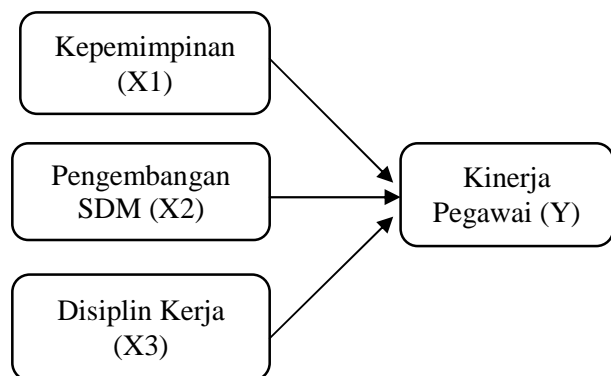 Kepemimpinan
(X1)
Pengembangan
SDM (X2)
Kinerja
Pegawai (Y)
Disiplin Kerja
(X3)